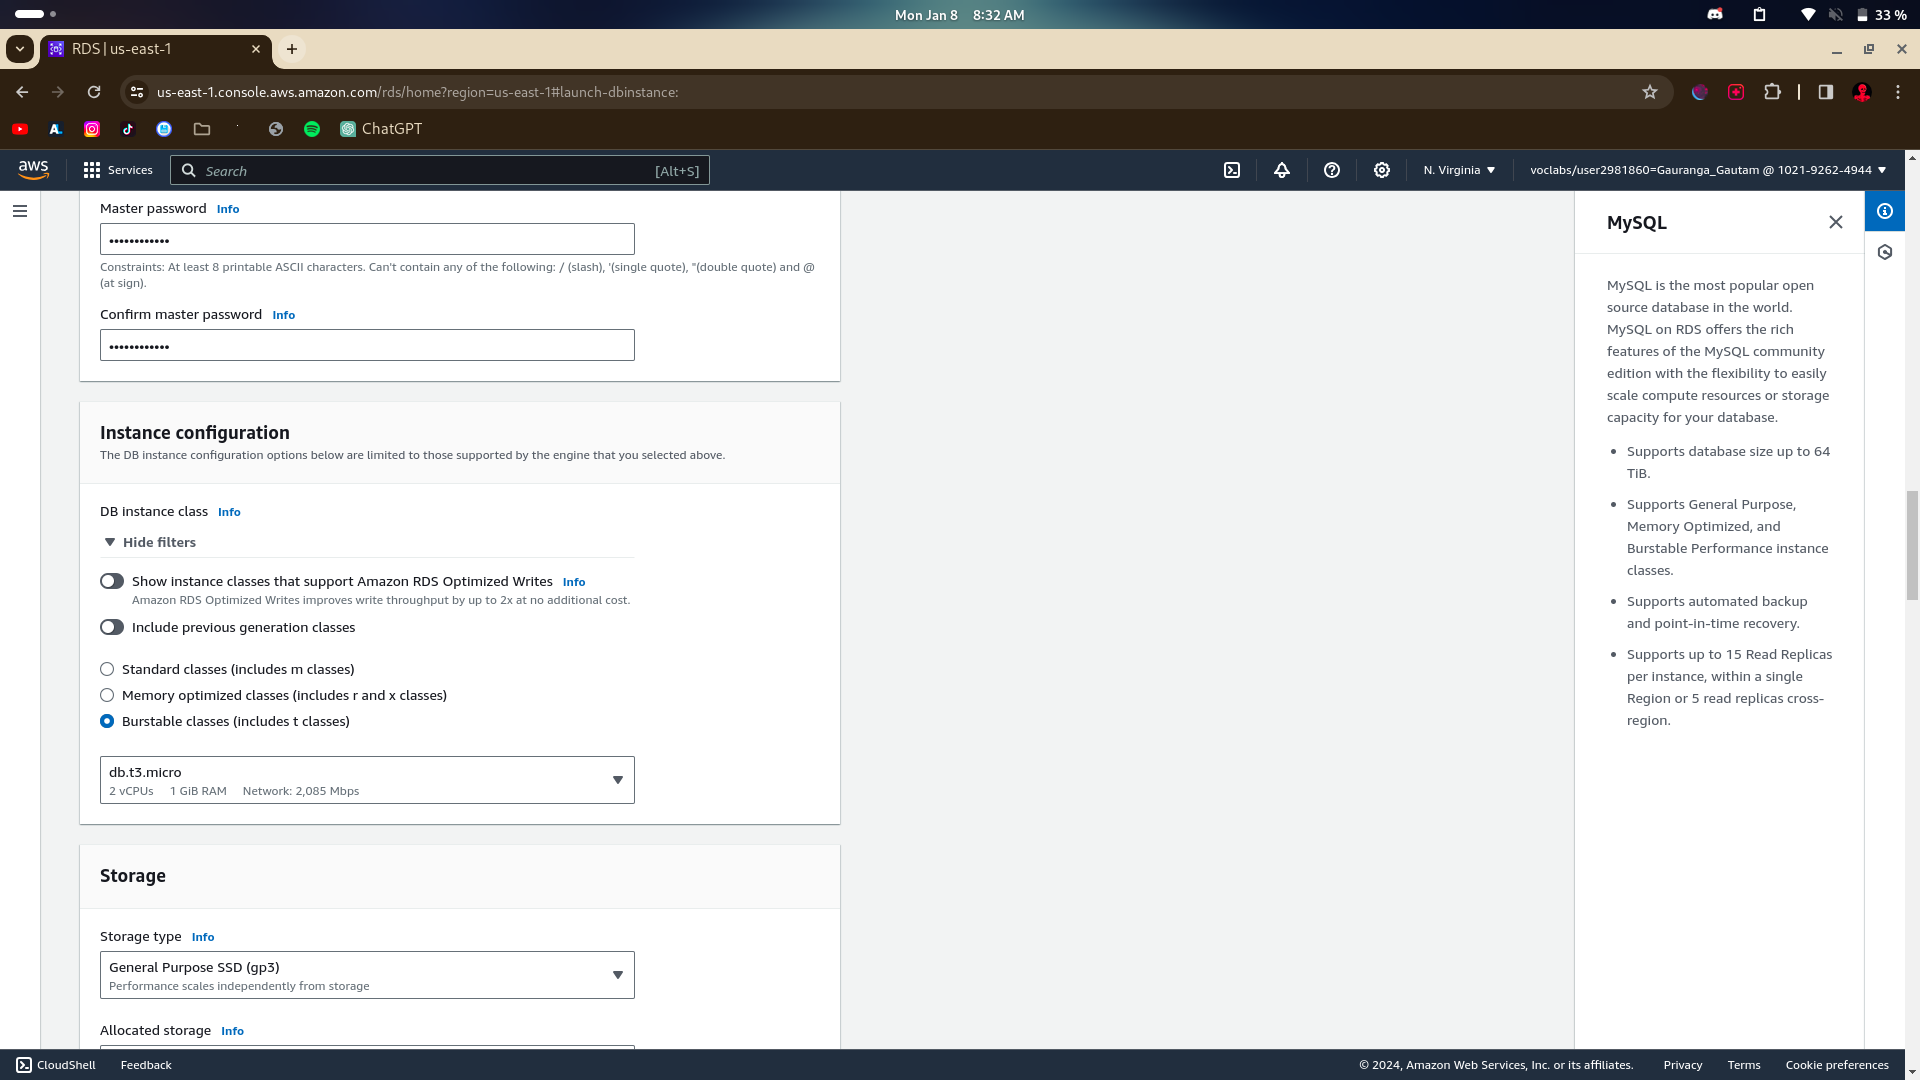 Mon Jan 8 8:32 AM
33 %
RDS | us-east-1
us-east-1.console.aws.amazon.com/rds/home?region=us-east-1#launch-dbinstance:
ChatGPT
aws
Services
Search
[Alt+S]
N. Virginia
voclabs/user2981860=Gauranga_Gautam @ 1021-9262-4944
Master password Info
••••••••••••
Constraints: At least 8 printable ASCII characters. Can't contain any of the following: / (slash), '(single quote), "(double quote) and @
(at sign).
Confirm master password Info
••••••••••••
Instance configuration
The DB instance configuration options below are limited to those supported by the engine that you selected above.
DB instance class Info
Hide filters
Show instance classes that support Amazon RDS Optimized Writes Info
Amazon RDS Optimized Writes improves write throughput by up to 2x at no additional cost.
Include previous generation classes
Standard classes (includes m classes)
Memory optimized classes (includes r and x classes)
Burstable classes (includes t classes)
db.t3.micro
2 vCPUs 1 GiB RAM Network: 2,085 Mbps
Storage
Storage type Info
General Purpose SSD (gp3)
Performance scales independently from storage
Allocated storage Info
MySQL
MySQL is the most popular open
source database in the world.
MySQL on RDS offers the rich
features of the MySQL community
edition with the flexibility to easily
scale compute resources or storage
capacity for your database.
• Supports database size up to 64
TiB.
• Supports General Purpose,
Memory Optimized, and
Burstable Performance instance
classes.
• Supports automated backup
and point-in-time recovery.
• Supports up to 15 Read Replicas
per instance, within a single
Region or 5 read replicas cross-
region.
CloudShell
Feedback
© 2024, Amazon Web Services, Inc. or its affiliates.
Privacy
Terms
Cookie preferences